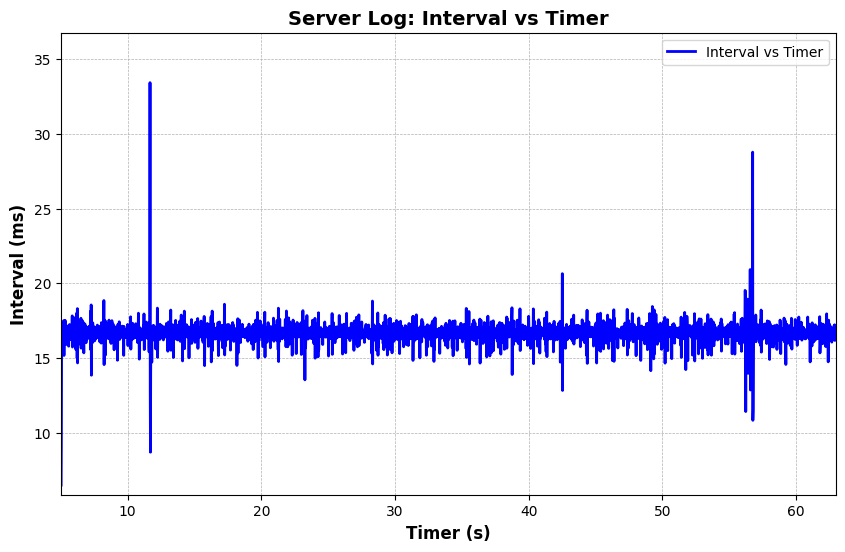 Server Log: Interval vs Timer
Interval vs Timer
35
30
25
20
15
10
Interval (ms)
10 20 30 40 50 60
Timer (s)